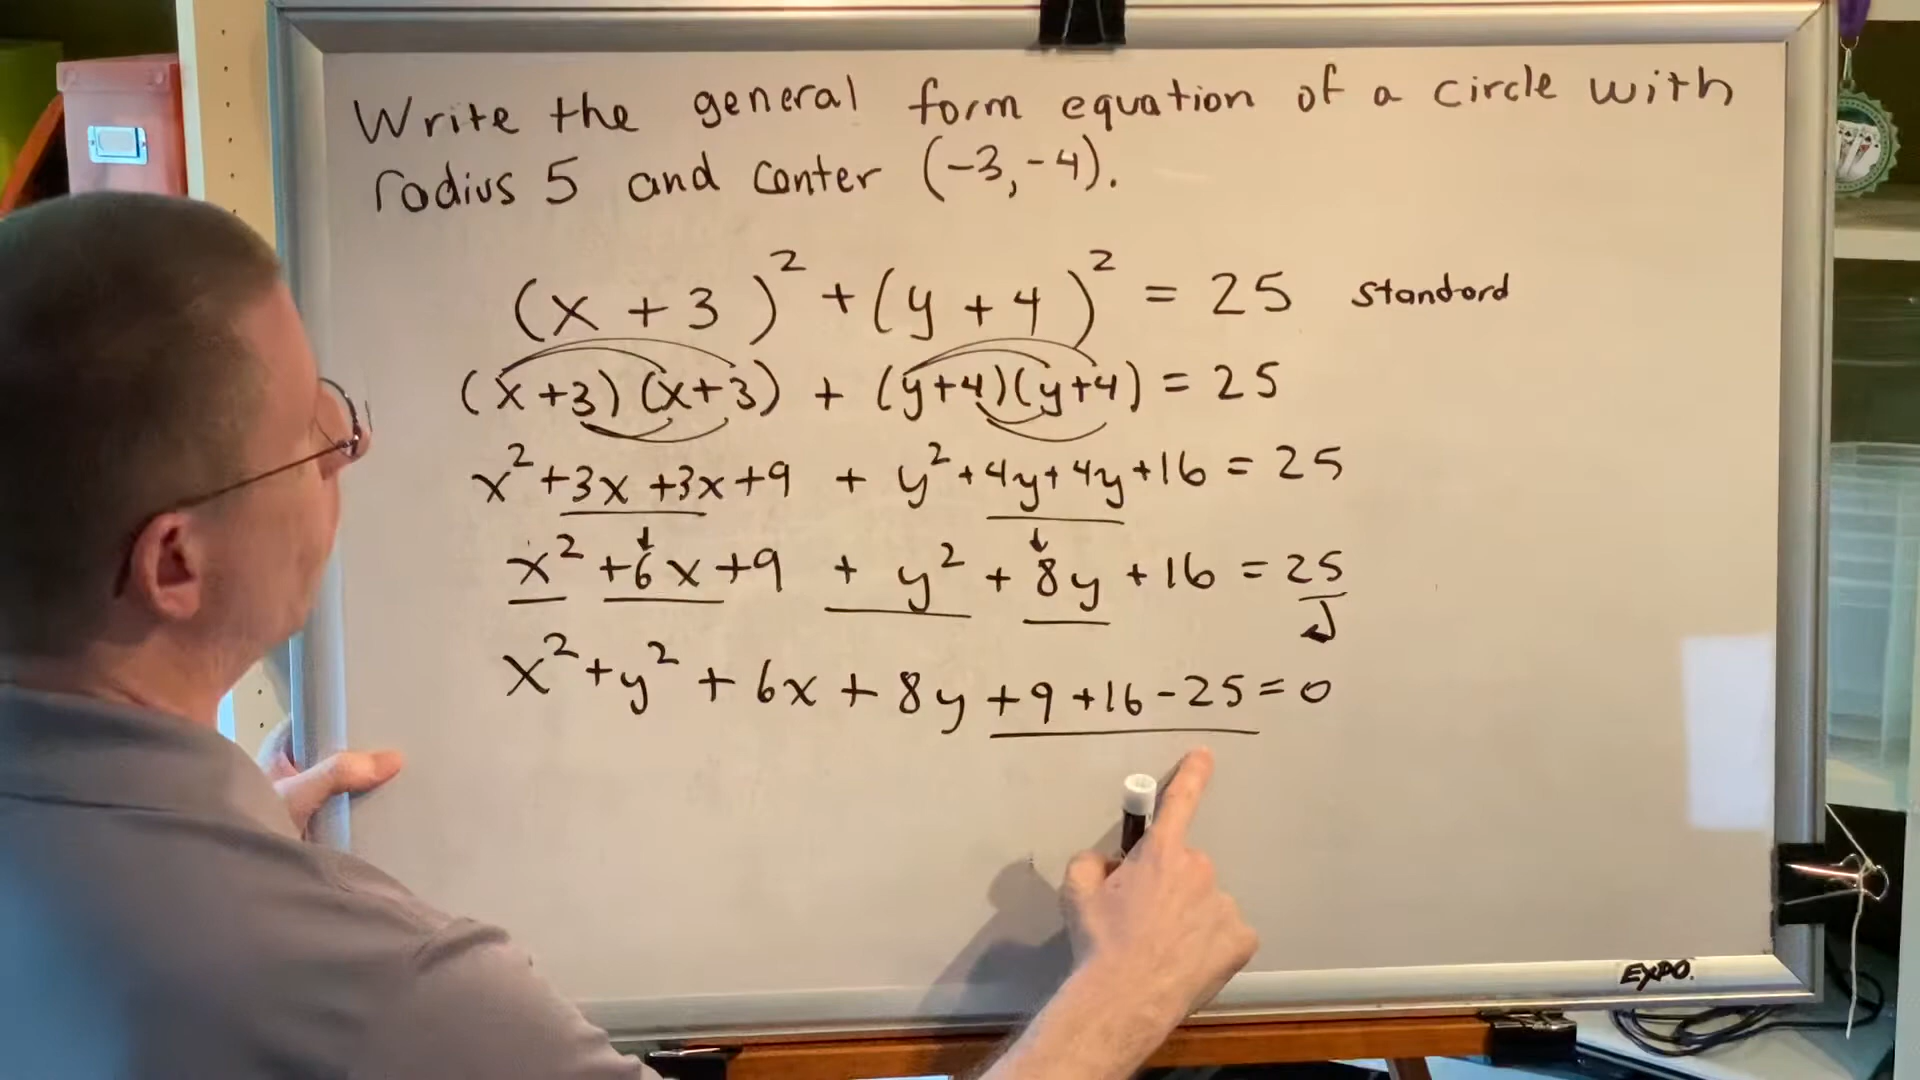 Write the general form equation of a circle with
radius 5 and center (-3, -4).
(x + 3)² + (y + 4)² = 25 standard
(x+3)(x+3) + (y+4)(y+4) = 25
x² + 3x + 3x + 9 + y² + 4y + 4y + 16 = 25
x² + 6x + 9 + y² + 8y + 16 = 25
x² + y² + 6x + 8y + 9 + 16 - 25 = 0
EXPO.